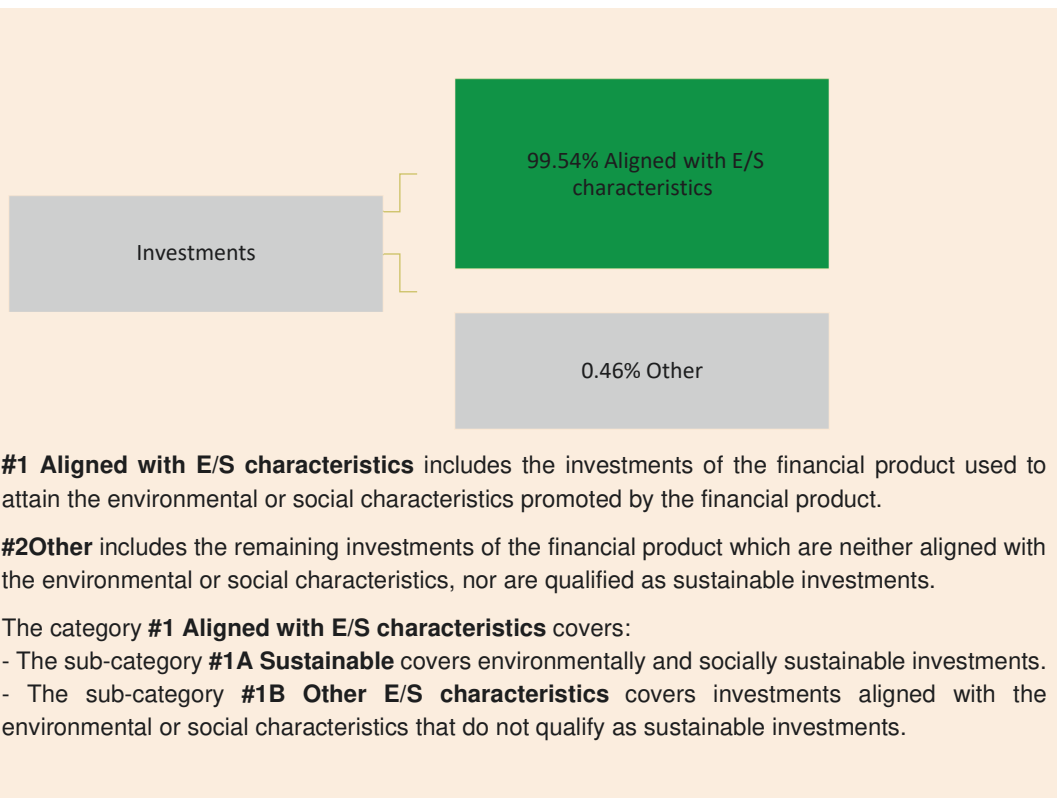 99.54% Aligned with E/S
characteristics
Investments
0.46% Other
#1 Aligned with E/S characteristics includes the investments of the financial product used to
attain the environmental or social characteristics promoted by the financial product.
#2Other includes the remaining investments of the financial product which are neither aligned with
the environmental or social characteristics, nor are qualified as sustainable investments.
The category #1 Aligned with E/S characteristics covers:
- The sub-category #1A Sustainable covers environmentally and socially sustainable investments.
- The sub-category #1B Other E/S characteristics covers investments aligned with the
environmental or social characteristics that do not qualify as sustainable investments.